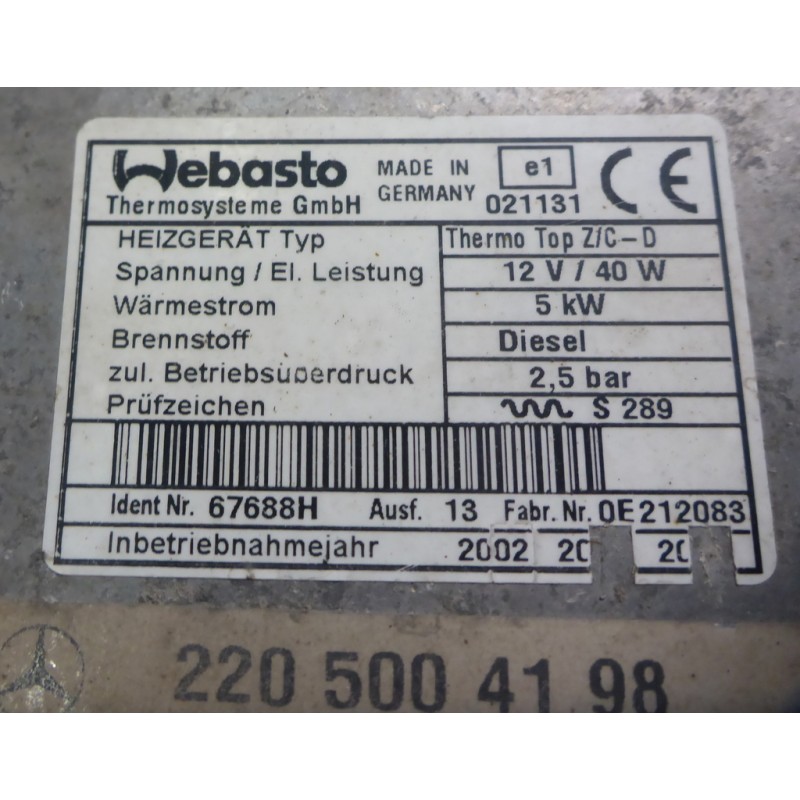 Webasto
Thermosysteme GmbH
MADE IN
GERMANY
e1
021131
CE
HEIZGERÄT Typ Thermo Top Z/C-D
Spannung / El. Leistung 12 V / 40 W
Wärmestrom 5 kW
Brennstoff Diesel
zul. Betriebsüberdruck 2,5 bar
Prüfzeichen S 289
Ident Nr. 67688H Ausf. 13 Fabr. Nr. 0E212083
Inbetriebnahmejahr 2002 20 20
220 500 41 98